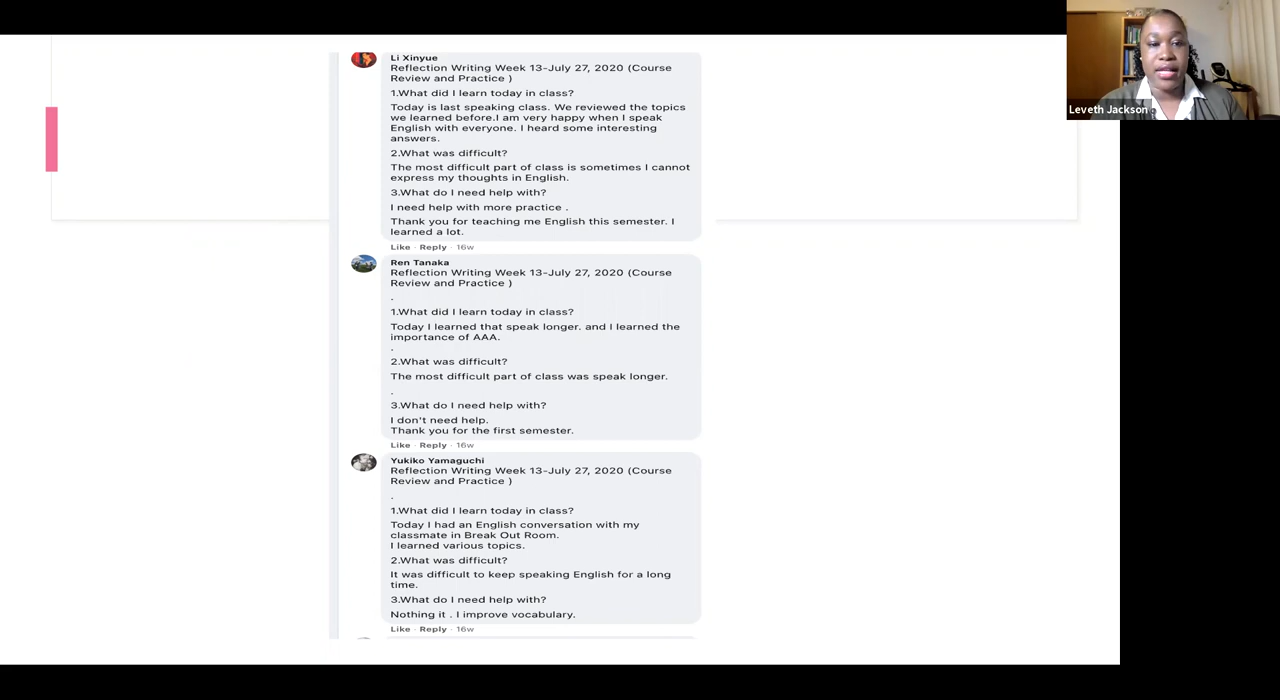 Li Xinyue
Reflection Writing Week 13-July 27, 2020 (Course
Review and Practice )
1.What did I learn today in class?
Today is last speaking class. We reviewed the topics
we learned before.I am very happy when I speak
English with everyone. I heard some interesting
answers.
2.What was difficult?
The most difficult part of class is sometimes I cannot
express my thoughts in English.
3.What do I need help with?
I need help with more practice .
Thank you for teaching me English this semester. I
learned a lot.
Like · Reply · 16w
Ren Tanaka
Reflection Writing Week 13-July 27, 2020 (Course
Review and Practice )
.
1.What did I learn today in class?
Today I learned that speak longer. and I learned the
importance of AAA.
.
2.What was difficult?
The most difficult part of class was speak longer.
.
3.What do I need help with?
I don't need help.
Thank you for the first semester.
Like · Reply · 16w
Yukiko Yamaguchi
Reflection Writing Week 13-July 27, 2020 (Course
Review and Practice )
.
1.What did I learn today in class?
Today I had an English conversation with my
classmate in Break Out Room.
I learned various topics.
2.What was difficult?
It was difficult to keep speaking English for a long
time.
3.What do I need help with?
Nothing it . I improve vocabulary.
Like · Reply · 16w
Leveth Jackson